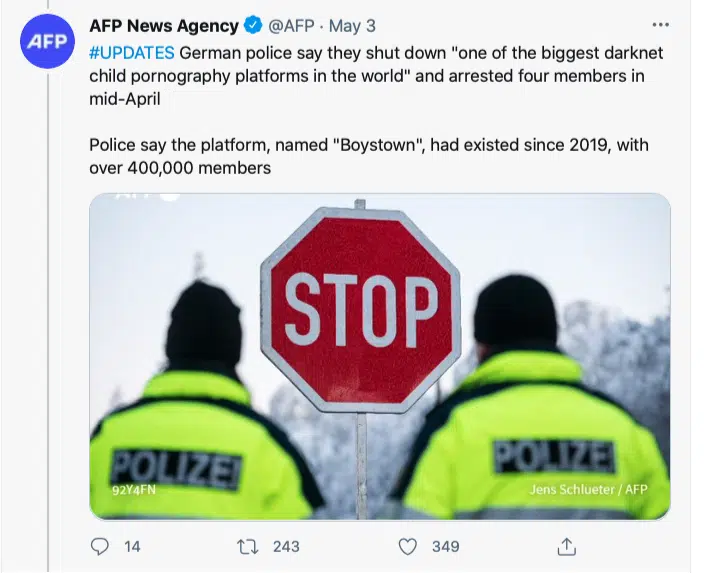 AFP
AFP News Agency @AFP · May 3
#UPDATES German police say they shut down "one of the biggest darknet
child pornography platforms in the world" and arrested four members in
mid-April
Police say the platform, named "Boystown", had existed since 2019, with
over 400,000 members
STOP
POLIZEI
POLIZEI
92Y4FN
Jens Schlueter / AFP
14
243
349